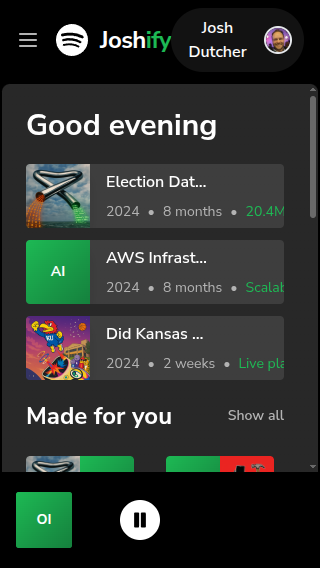 Joshify
Josh
Dutcher
Good evening
Election Dat...
2024 • 8 months • 20.4M
AI
AWS Infrast...
2024 • 8 months • Scalab
KU
Did Kansas ...
2024 • 2 weeks • Live pla
Made for you
Show all
OI